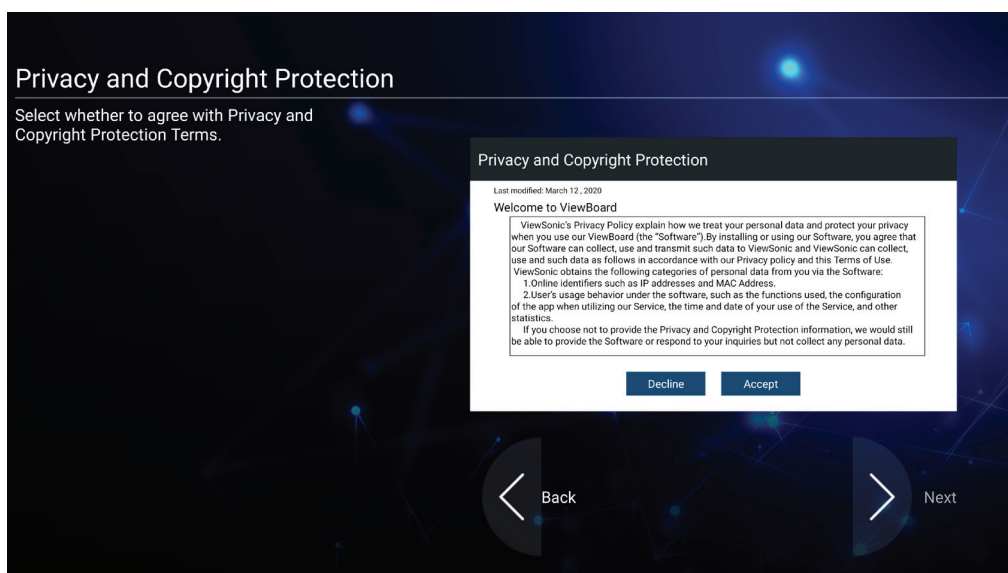 Privacy and Copyright Protection
Select whether to agree with Privacy and
Copyright Protection Terms.
Privacy and Copyright Protection
Last modified: March 12 , 2020
Welcome to ViewBoard
ViewSonic's Privacy Policy explain how we treat your personal data and protect your privacy
when you use our ViewBoard (the “Software”).By installing or using our Software, you agree that
our Software can collect, use and transmit such data to ViewSonic and ViewSonic can collect,
use and such data as follows in accordance with our Privacy policy and this Terms of Use.
ViewSonic obtains the following categories of personal data from you via the Software:
1.Online identifiers such as IP addresses and MAC Address.
2.User's usage behavior under the software, such as the functions used, the configuration
of the app when utilizing our Service, the time and date of your use of the Service, and other
statistics.
If you choose not to provide the Privacy and Copyright Protection information, we would still
be able to provide the Software or respond to your inquiries but not collect any personal data.
Decline Accept
Back Next